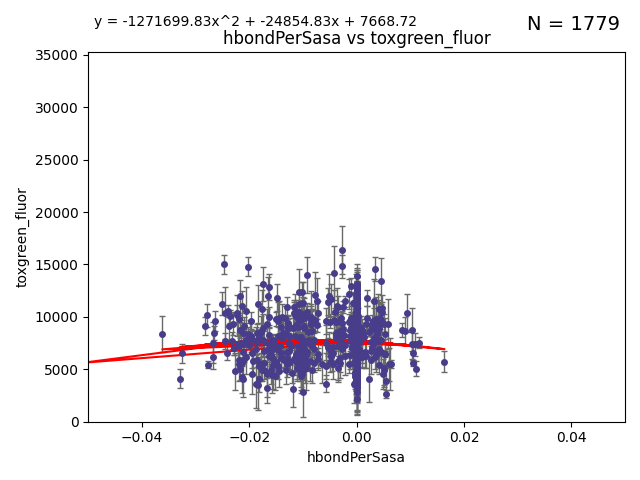 y = -1271699.83x^2 + -24854.83x + 7668.72
N = 1779
hbondPerSasa vs toxgreen_fluor
35000
30000
25000
20000
15000
10000
5000
0
toxgreen_fluor
−0.04
−0.02
0.00
0.02
0.04
hbondPerSasa